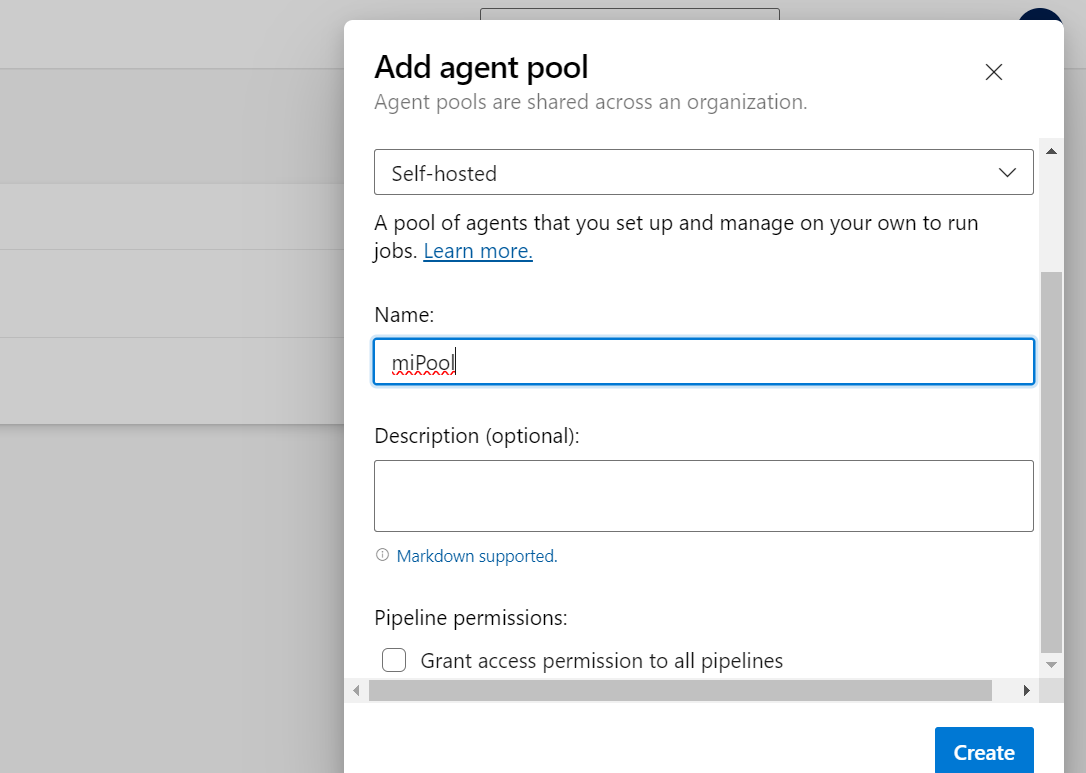 Add agent pool
Agent pools are shared across an organization.
Self-hosted
A pool of agents that you set up and manage on your own to run
jobs. Learn more.
Name:
miPool
Description (optional):
Markdown supported.
Pipeline permissions:
Grant access permission to all pipelines
Create